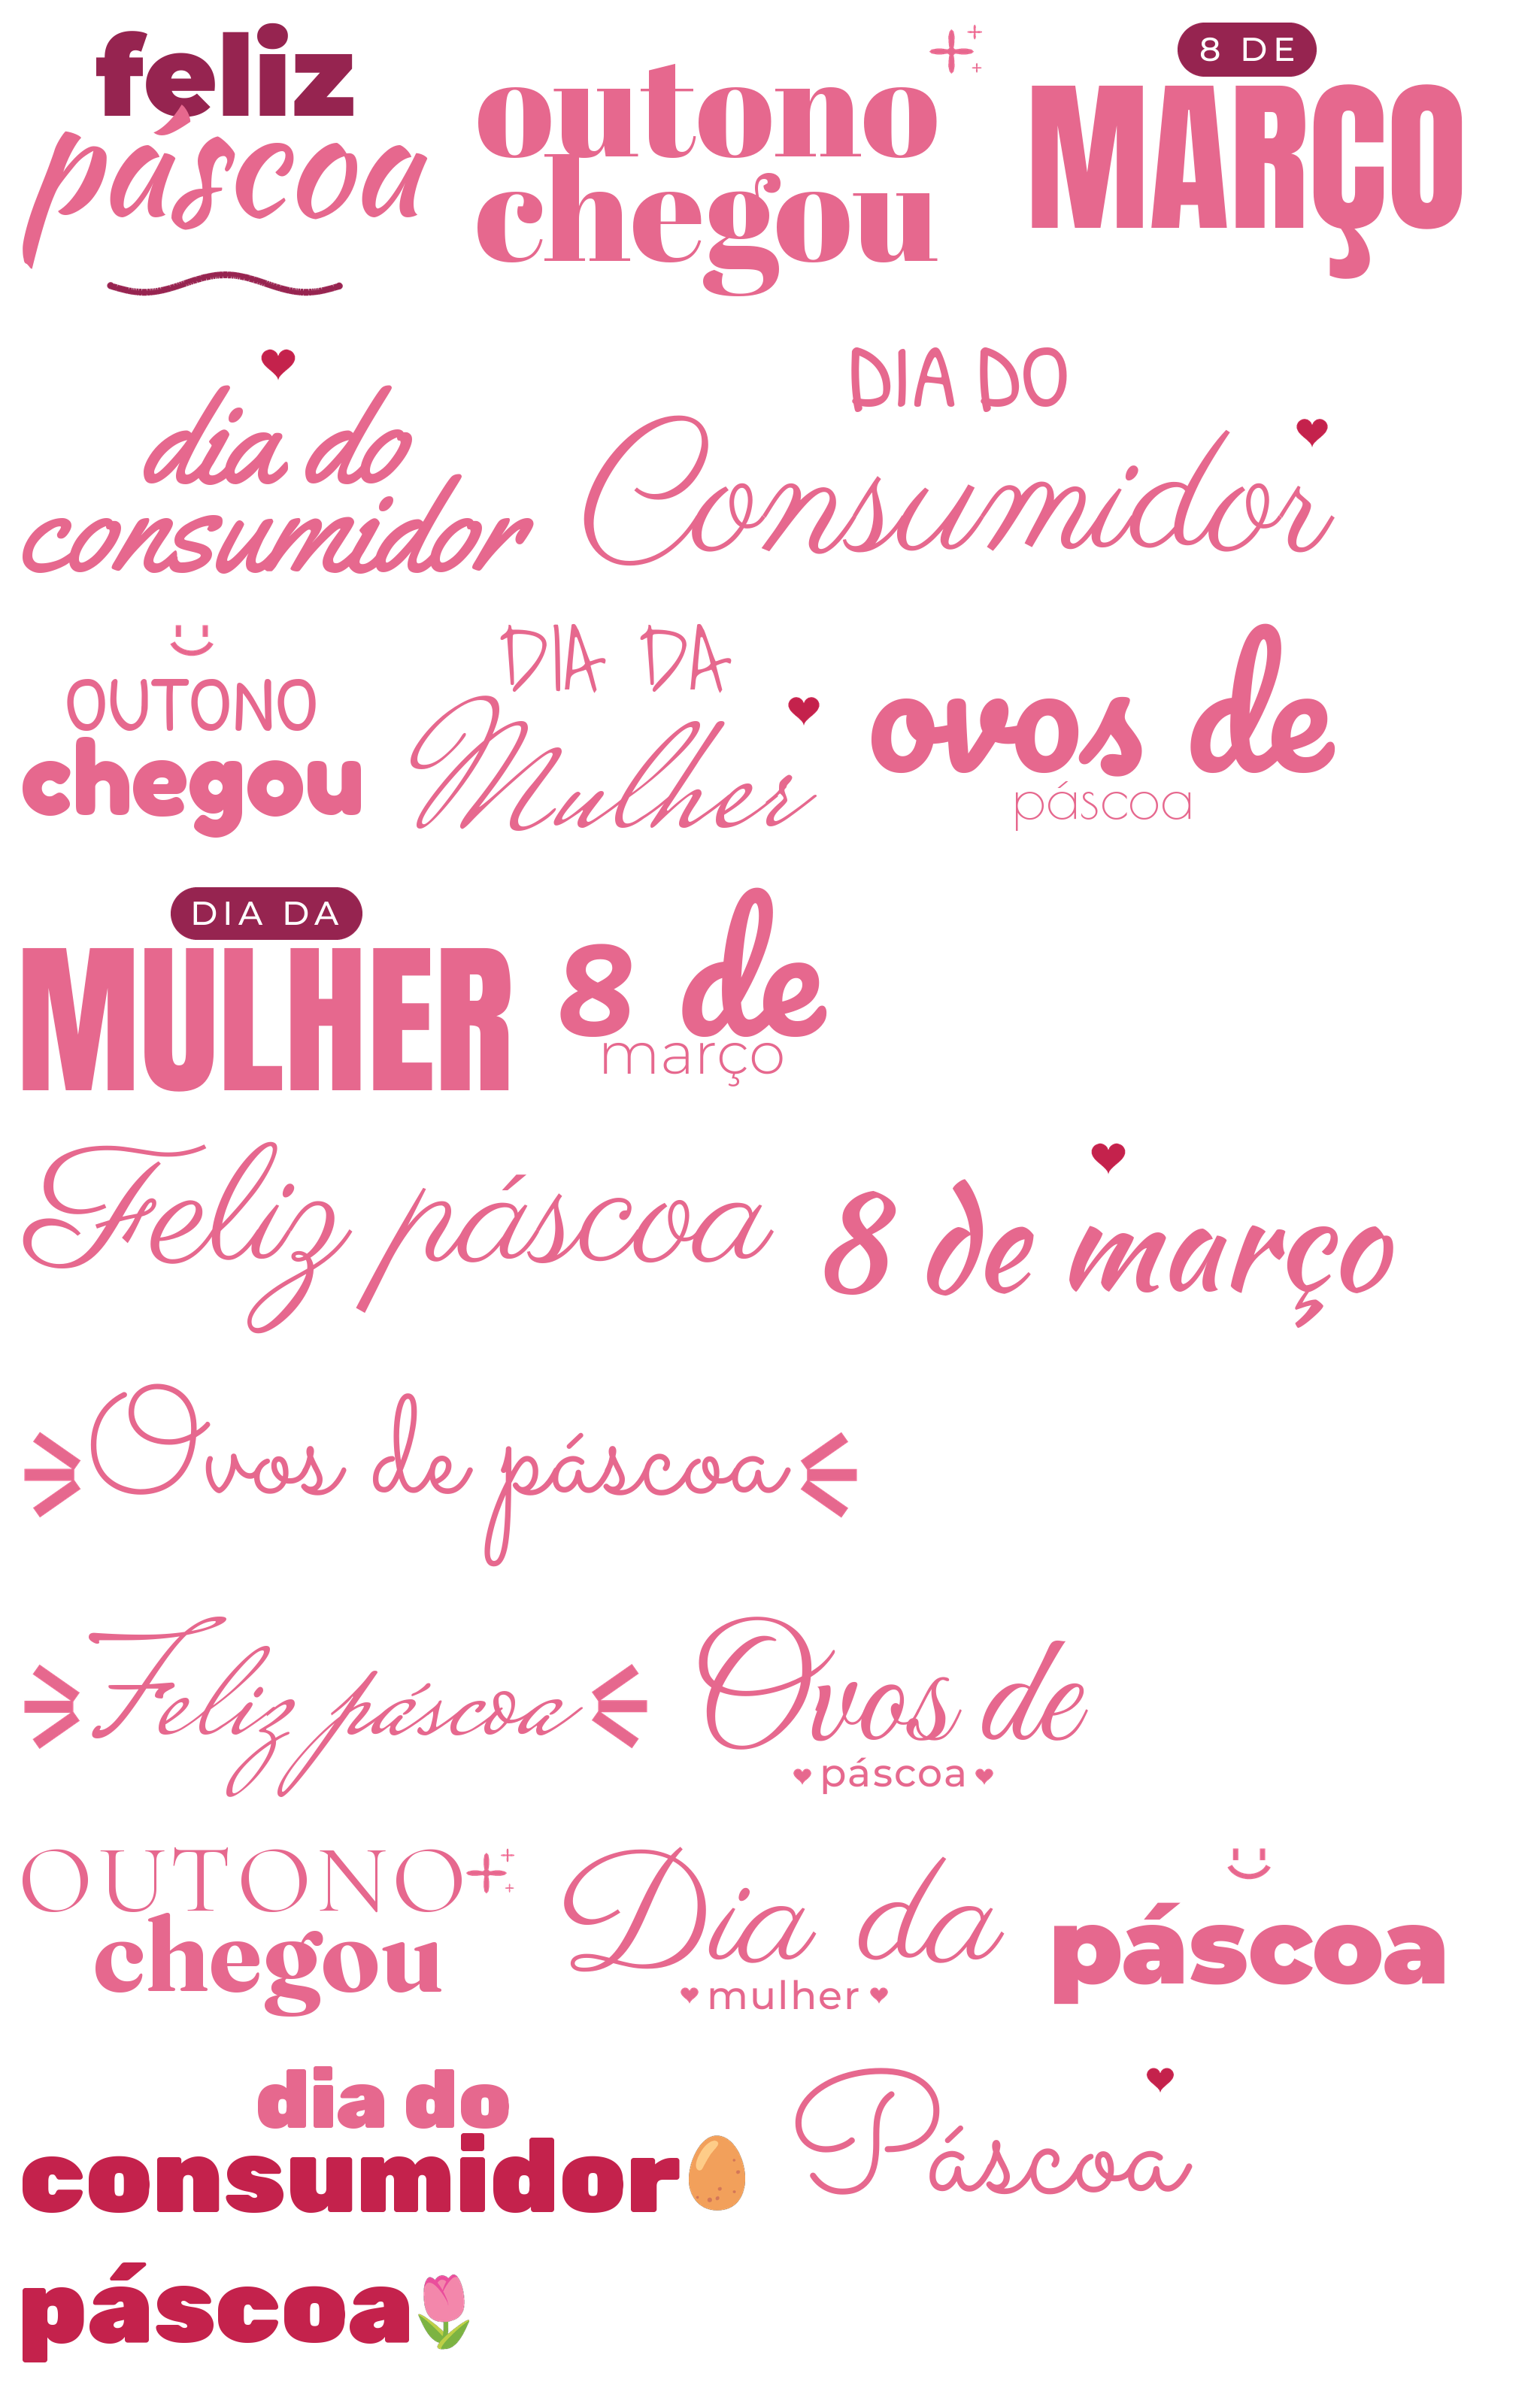 feliz
páscoa
outono
chegou
8 DE
MARÇO
dia do
consumidor
DIA DO
Consumidor
OUTONO
chegou
DIA DA
Mulher
ovos de
páscoa
DIA DA
MULHER
8 de
março
Feliz páscoa
8 de março
Ovos de páscoa
Feliz páscoa
Ovos de
páscoa
OUTONO
chegou
Dia da
mulher
páscoa
dia do
consumidor
Páscoa
páscoa